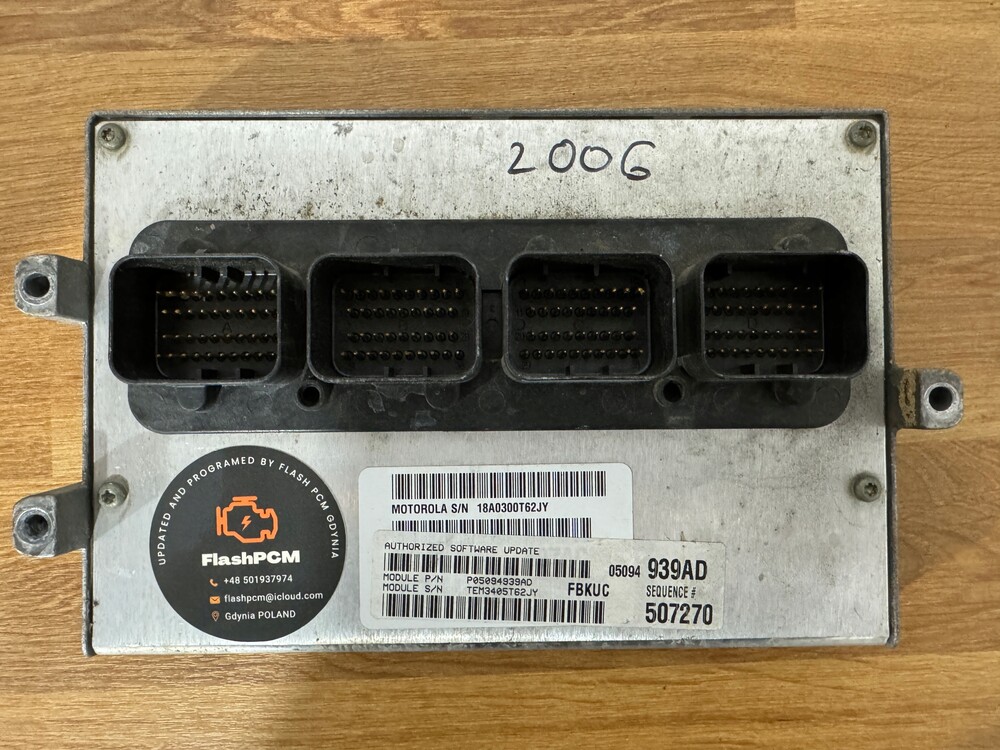 2006
A
UPDATED AND PROGRAMED BY FLASH PCM GDYNIA
FlashPCM
+48 501937974
flashpcm@icloud.com
Gdynia POLAND
MOTOROLA S/N 18A0300T62JY
AUTHORIZED SOFTWARE UPDATE
MODULE P/N P05094939AD
MODULE S/N TEM3405T62JY
FBKUC
05094 939AD
SEQUENCE #
507270